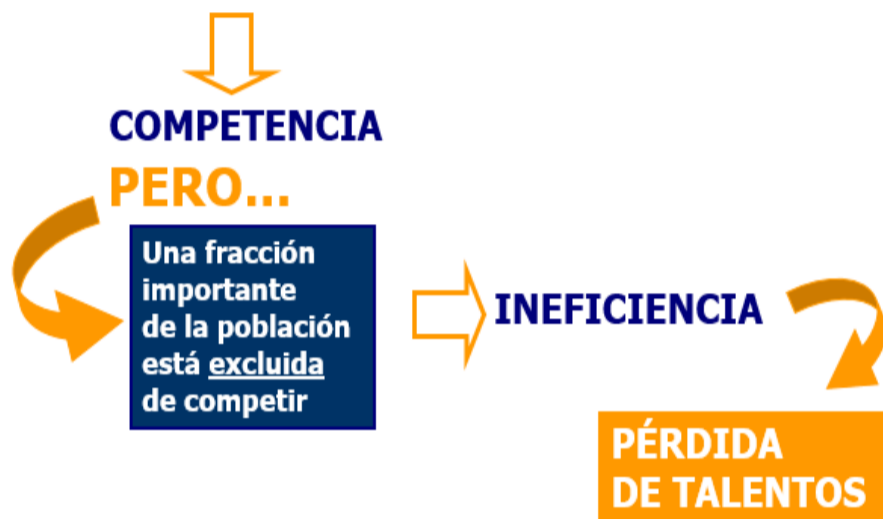 COMPETENCIA
PERO...
Una fracción
importante
de la población
está excluida
de competir
INEFICIENCIA
PÉRDIDA
DE TALENTOS